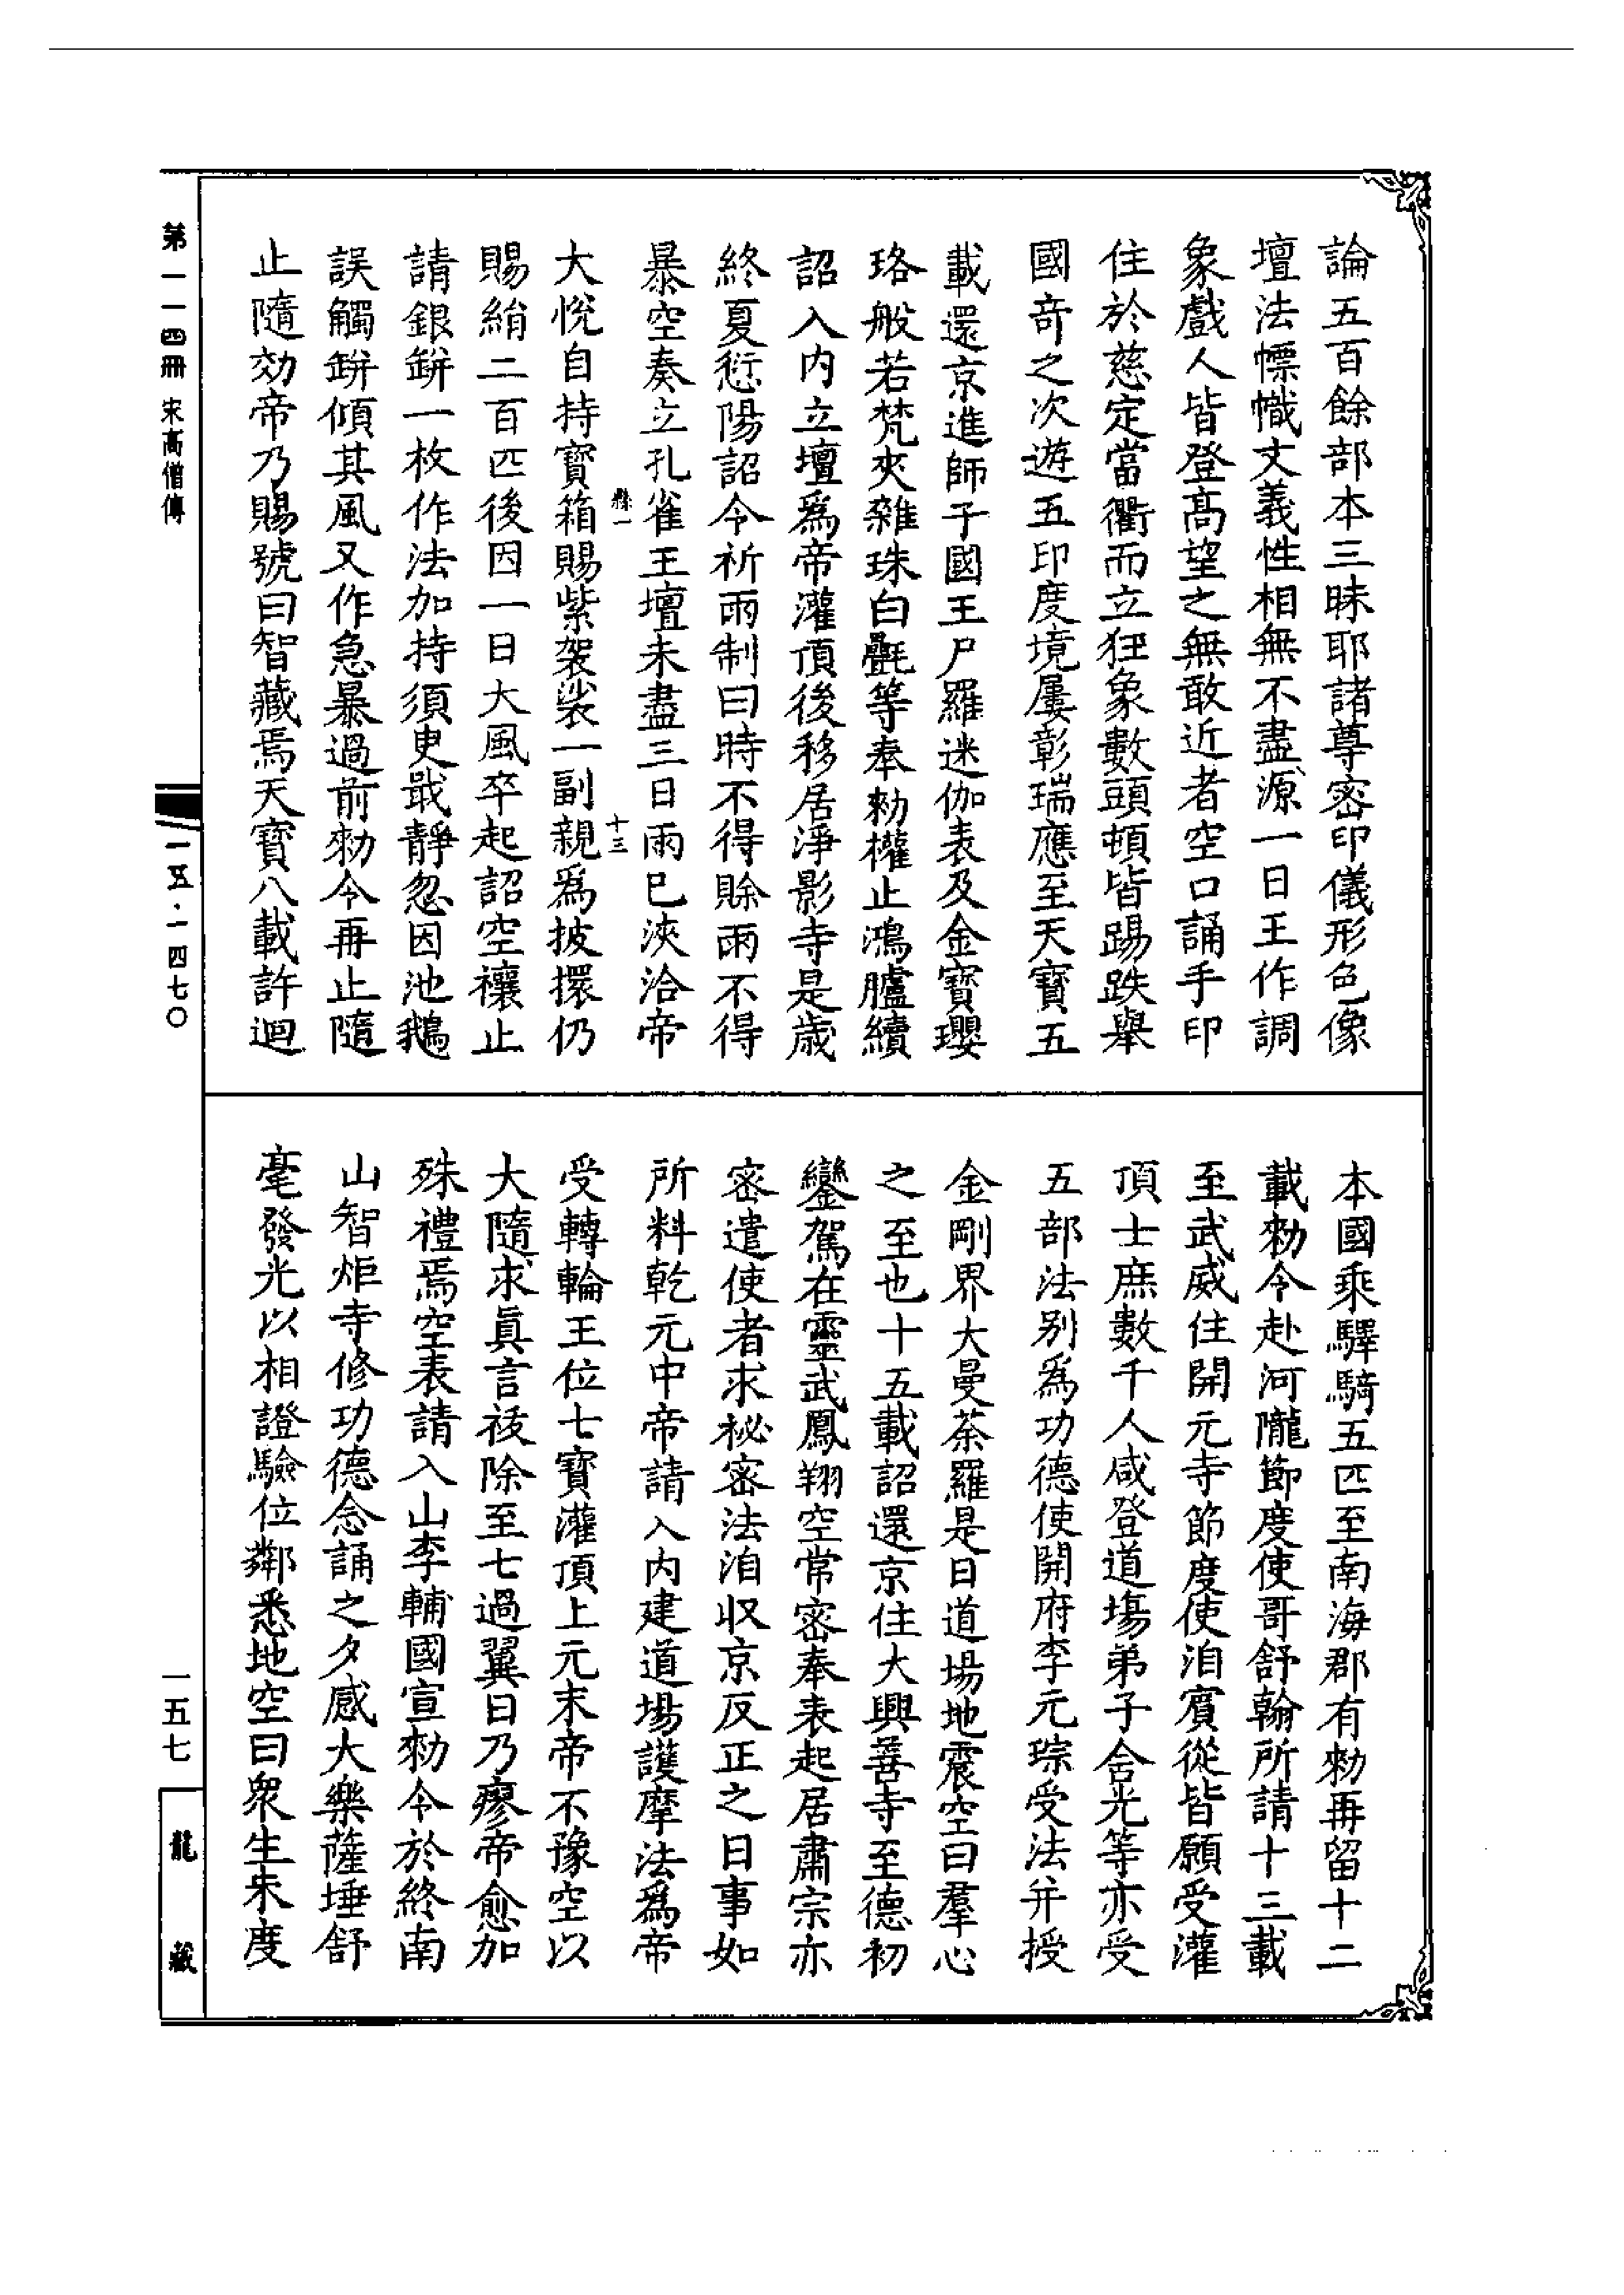 論五百餘部本三昧耶諸尊密印儀形色像
壇法幖幟文義性相無不盡源一日王作調
象戲人皆登高望之無敢近者空口誦手印
住於慈定當衢而立狂象數頭頓皆踢跌舉
國奇之次遊五印度境屢彰瑞應至天寶五
載還京進師子國王尸羅迷伽表及金寶瓔
珞般若梵夾雜珠白㲲等奉勑權止鴻臚續
詔入內立壇爲帝灌頂後移居淨影寺是歲
終夏愆陽詔令祈雨制曰時不得賒雨不得
暴空奏立孔雀王壇未盡三日雨已浹洽帝
縣一
十三
大悅自持寶箱賜紫袈裟一副親爲披擐仍
賜絹二百匹後因一日大風卒起詔空禳止
請銀缾一枚作法加持須臾戢靜忽因池鵝
誤觸缾傾其風又作急暴過前勑令再止隨
止隨効帝乃賜號曰智藏焉天寶八載許迴
本國乘驛騎五匹至南海郡有勑再留十二
載勑令赴河隴節度使哥舒翰所請十三載
至武威住開元寺節度使洎賓從皆願受灌
頂士庶數千人咸登道塲弟子含光等亦受
五部法別爲功德使開府李元琮受法幷授
金剛界大曼荼羅是日道場地震空曰羣心
之至也十五載詔還京住大興善寺至德初
鑾駕在靈武鳳翔空常密奉表起居肅宗亦
密遣使者求祕密法洎收京反正之日事如
所料乾元中帝請入內建道場護摩法爲帝
受轉輪王位七寶灌頂上元末帝不豫空以
大隨求眞言祓除至七過翼日乃瘳帝愈加
殊禮焉空表請入山李輔國宣勑令於終南
山智炬寺修功德念誦之夕感大樂薩埵舒
毫發光以相證驗位鄰悉地空曰衆生未度
第一一四冊 宋高僧傳
一五·一四七〇
一五七
龍藏